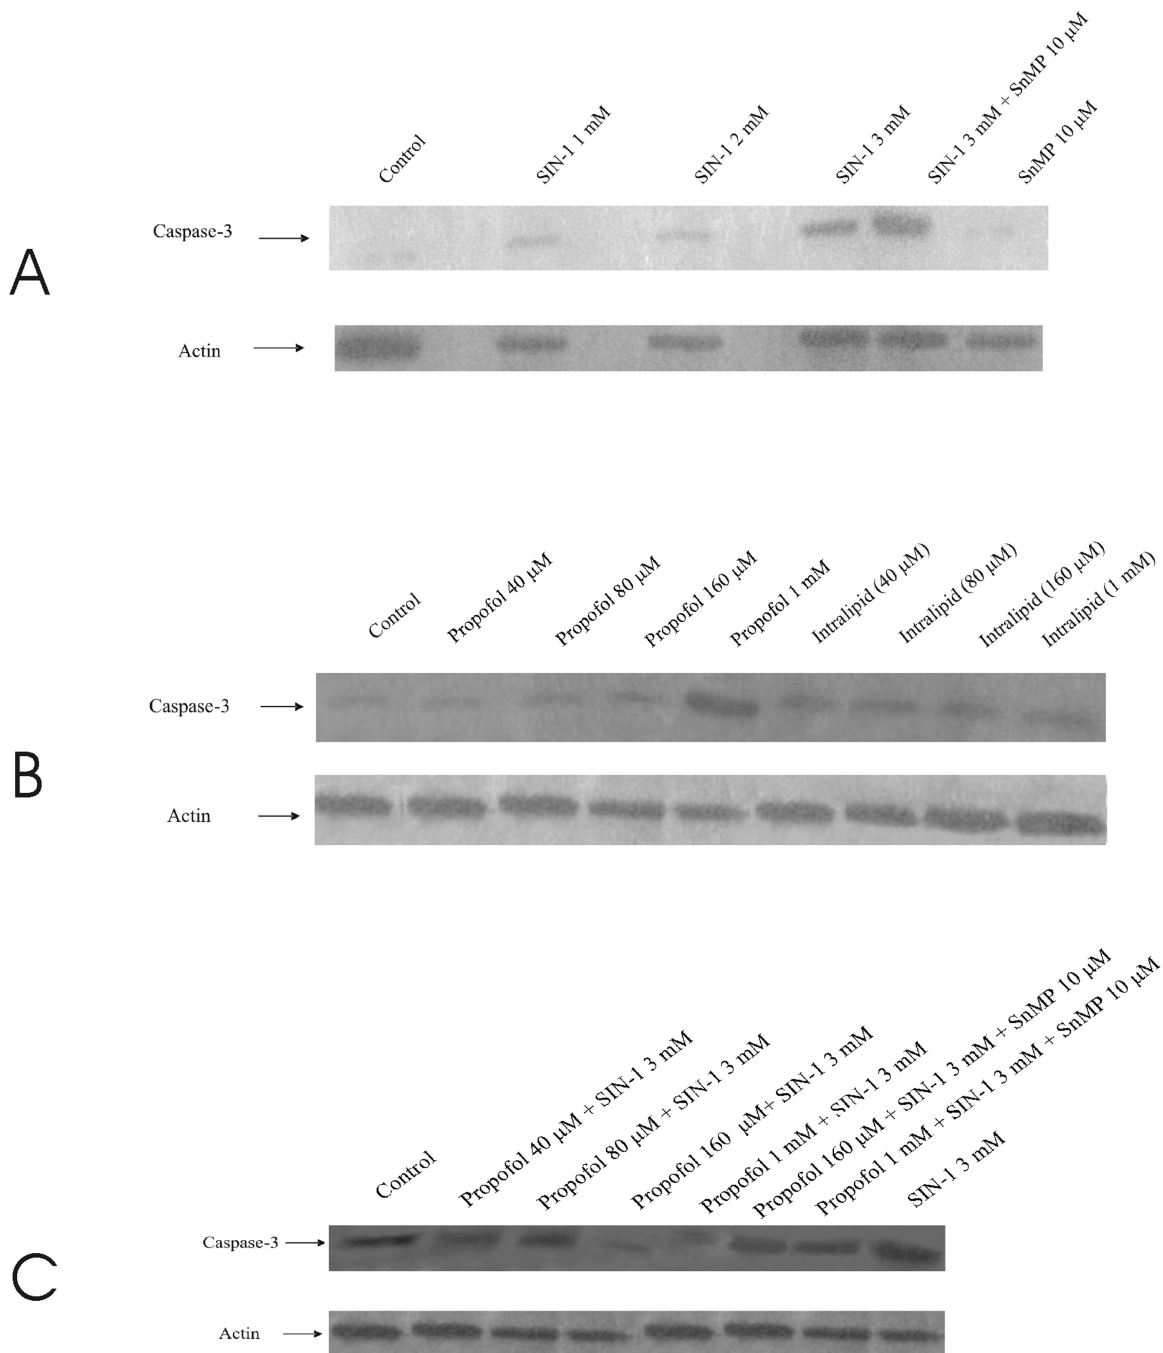 A
Control
SIN-1 1 mM
SIN-1 2 mM
SIN-1 3 mM
SIN-1 3 mM + SnMP 10 µM
SnMP 10 µM
Caspase-3
Actin
B
Control
Propofol 40 µM
Propofol 80 µM
Propofol 160 µM
Propofol 1 mM
Intralipid (40 µM)
Intralipid (80 µM)
Intralipid (160 µM)
Intralipid (1 mM)
Caspase-3
Actin
C
Control
Propofol 40 µM + SIN-1 3 mM
Propofol 80 µM + SIN-1 3 mM
Propofol 160 µM+ SIN-1 3 mM
Propofol 1 mM + SIN-1 3 mM
Propofol 160 µM + SIN-1 3 mM + SnMP 10 µM
Propofol 1 mM + SIN-1 3 mM + SnMP 10 µM
SIN-1 3 mM
Caspase-3
Actin